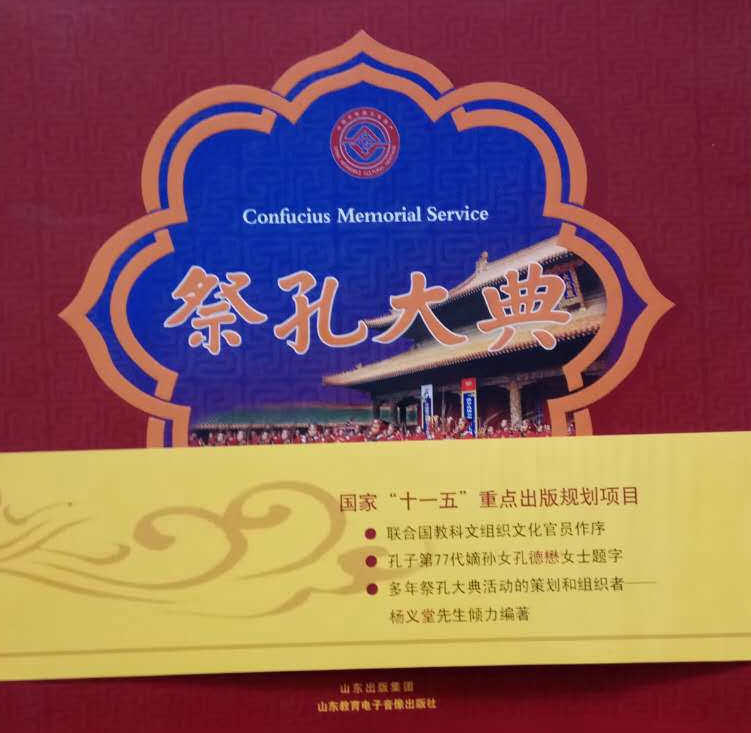 Confucius Memorial Service
祭孔大典
国家“十一五”重点出版规划项目
● 联合国教科文组织文化官员作序
● 孔子第77代嫡孙女孔德懋女士题字
● 多年祭孔大典活动的策划和组织者——
杨义堂先生倾力编著
山东出版集团
山东教育电子音像出版社